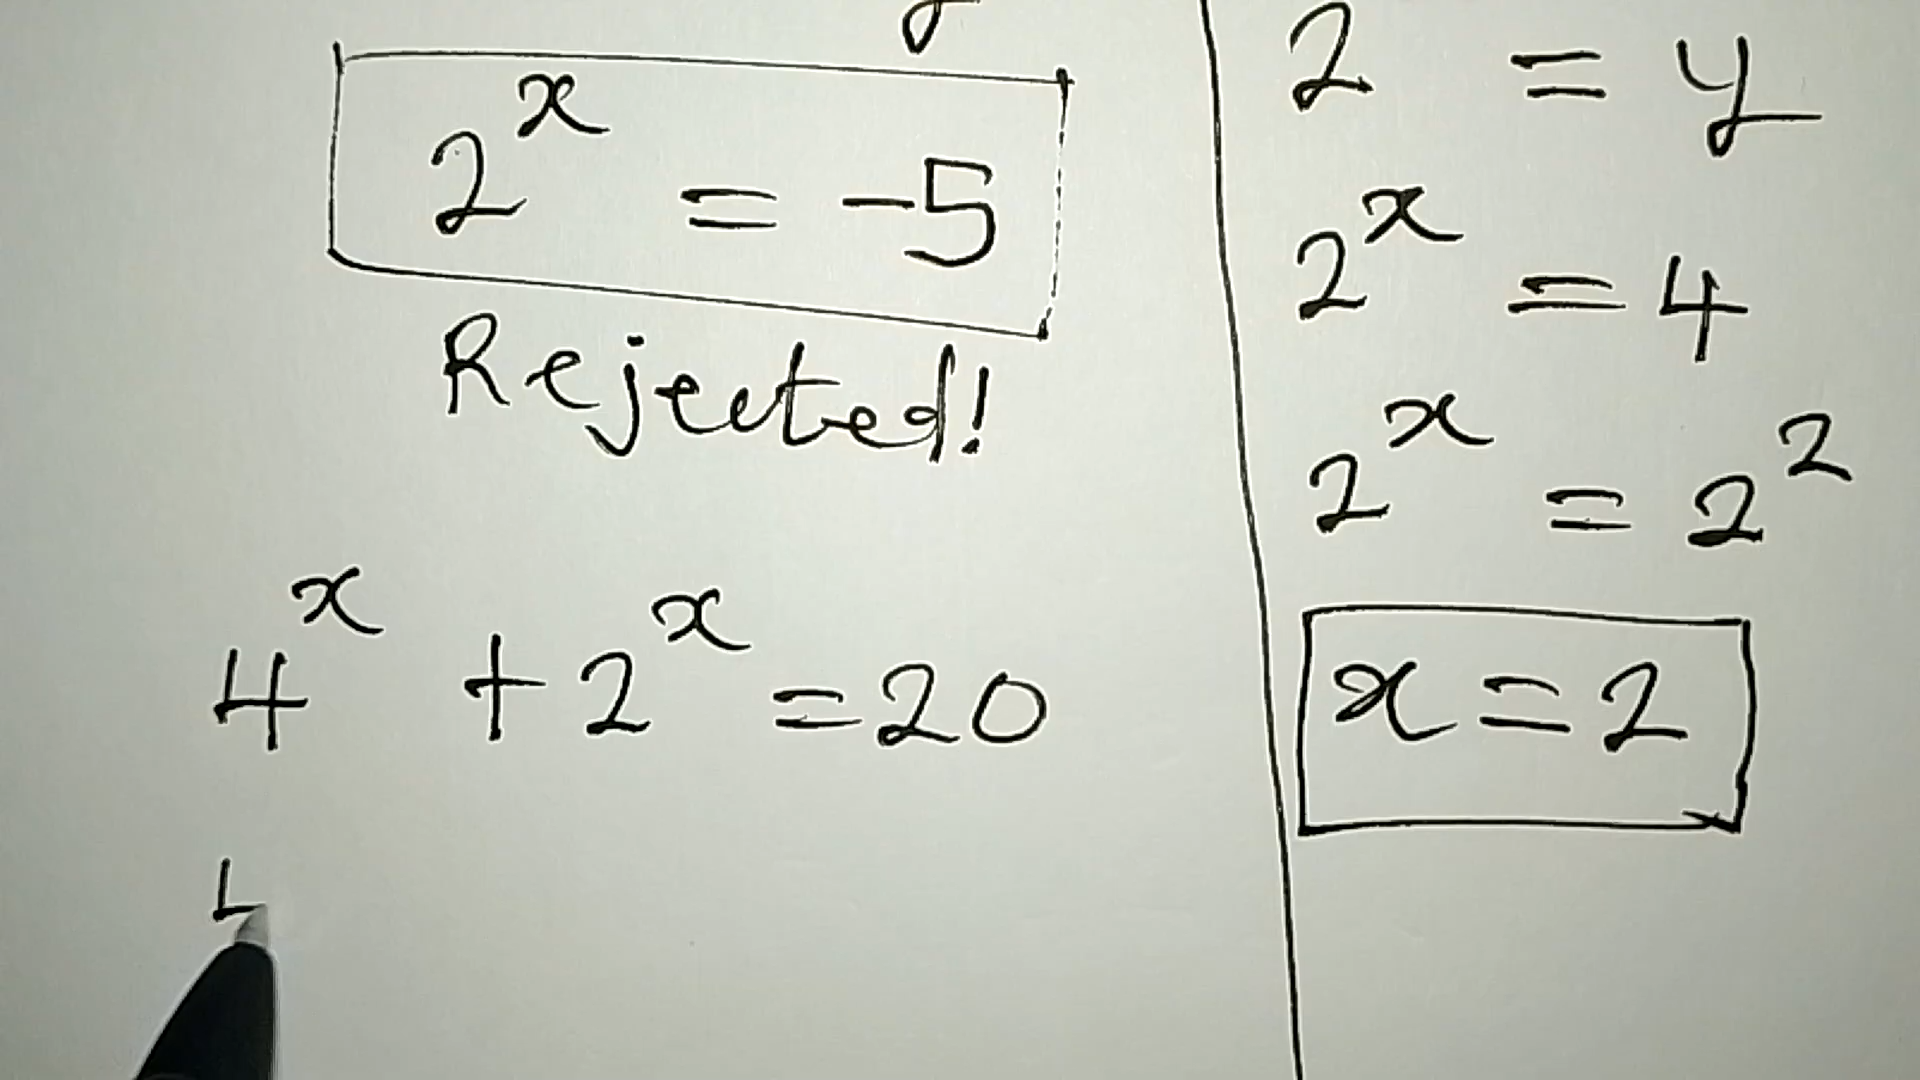 2^x = -5
Rejected!
4^x + 2^x = 20
2 = y
2^x = 4
2^x = 2^2
x = 2